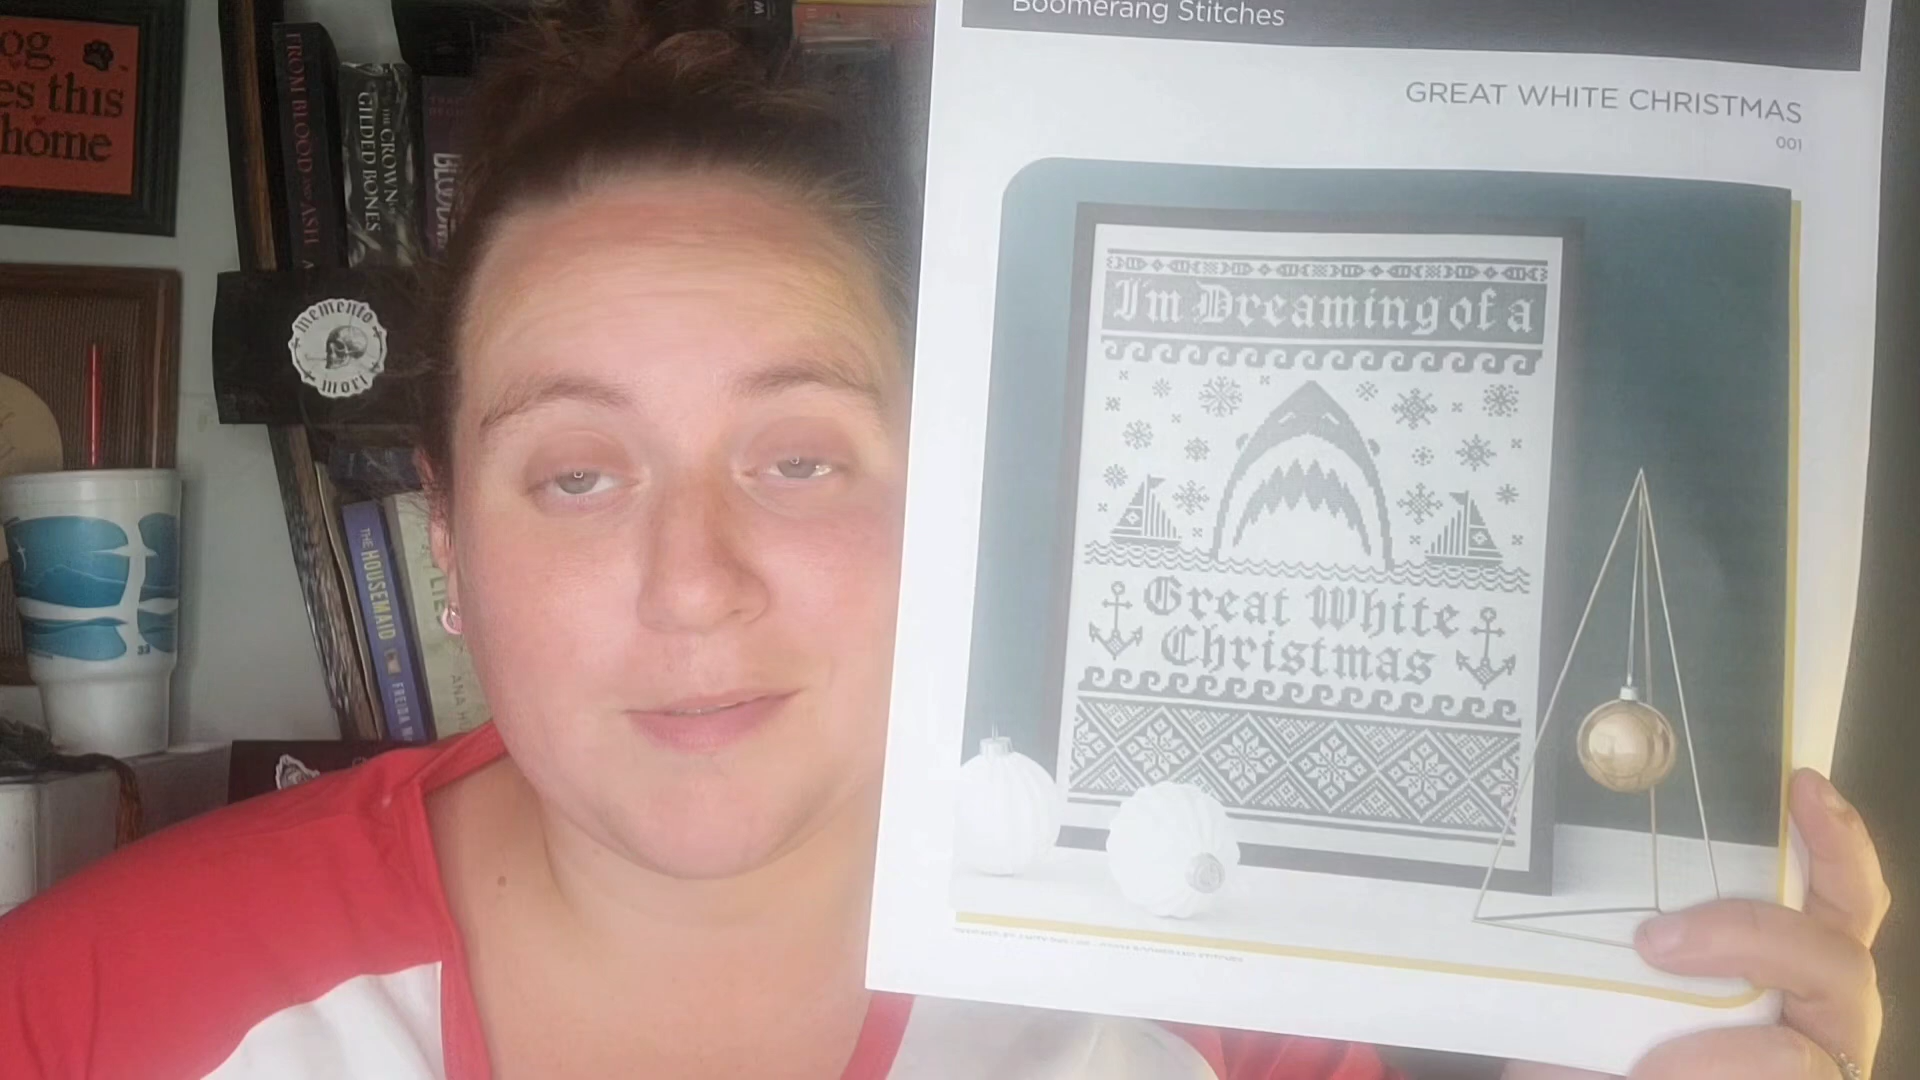 og
es this
home
FROM BLOOD AND ASH
THE CROWN OF
GILDED BONES
memento
mori
THE HOUSEMAID
FREIDA M
ANA H
Boomerang Stitches
GREAT WHITE CHRISTMAS
001
I'm Dreaming of a
Great White
Christmas